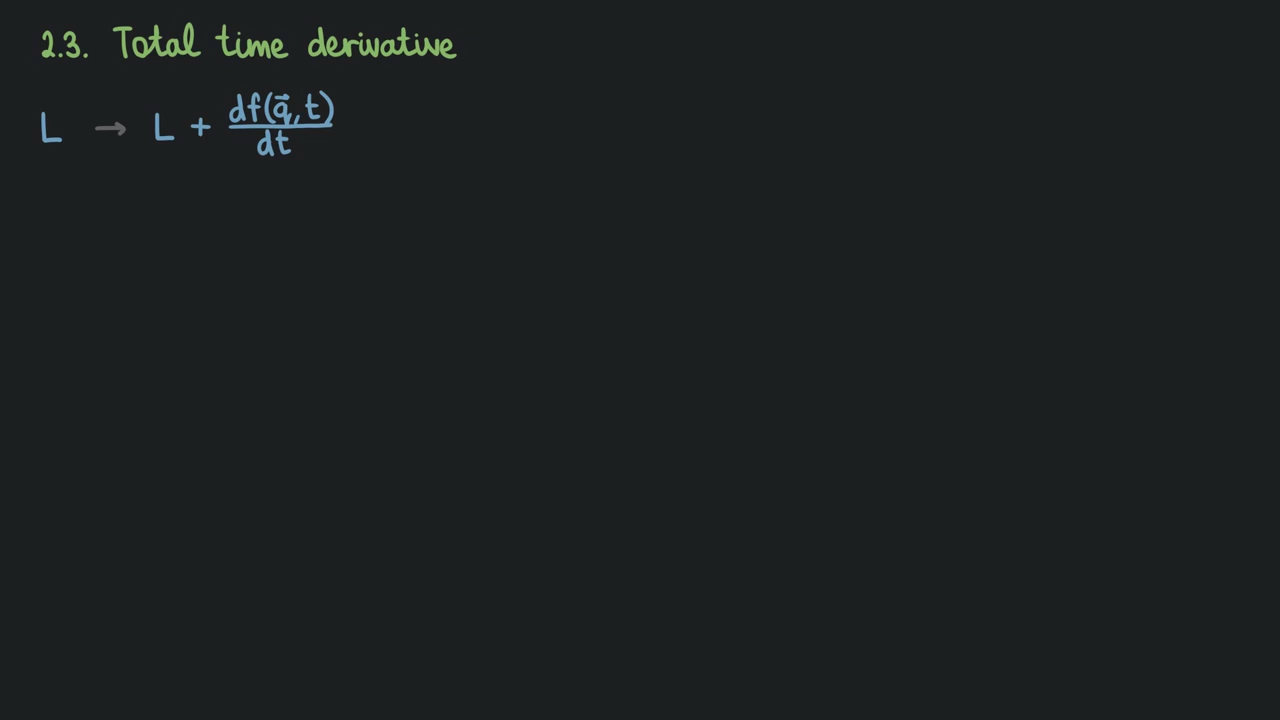 2.3. Total time derivative
L → L + df(q⃗,t)/dt